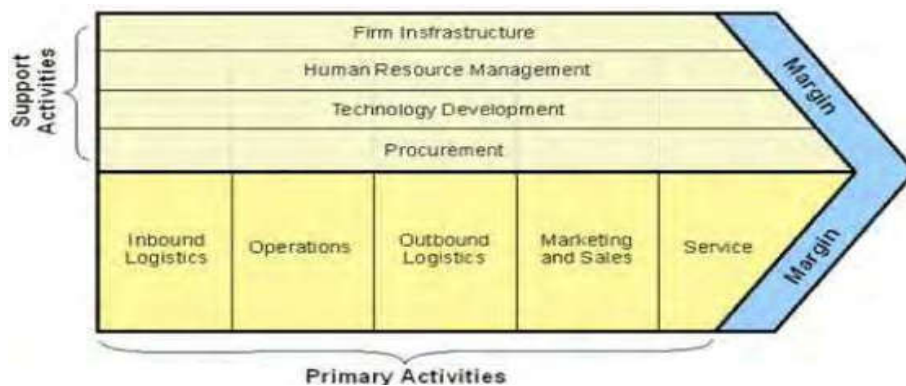 Support
Activities
Firm Insfrastructure
Human Resource Management
Technology Development
Procurement
Margin
Inbound
Logistics
Operations
Outbound
Logistics
Marketing
and Sales
Service
Margin
Primary Activities